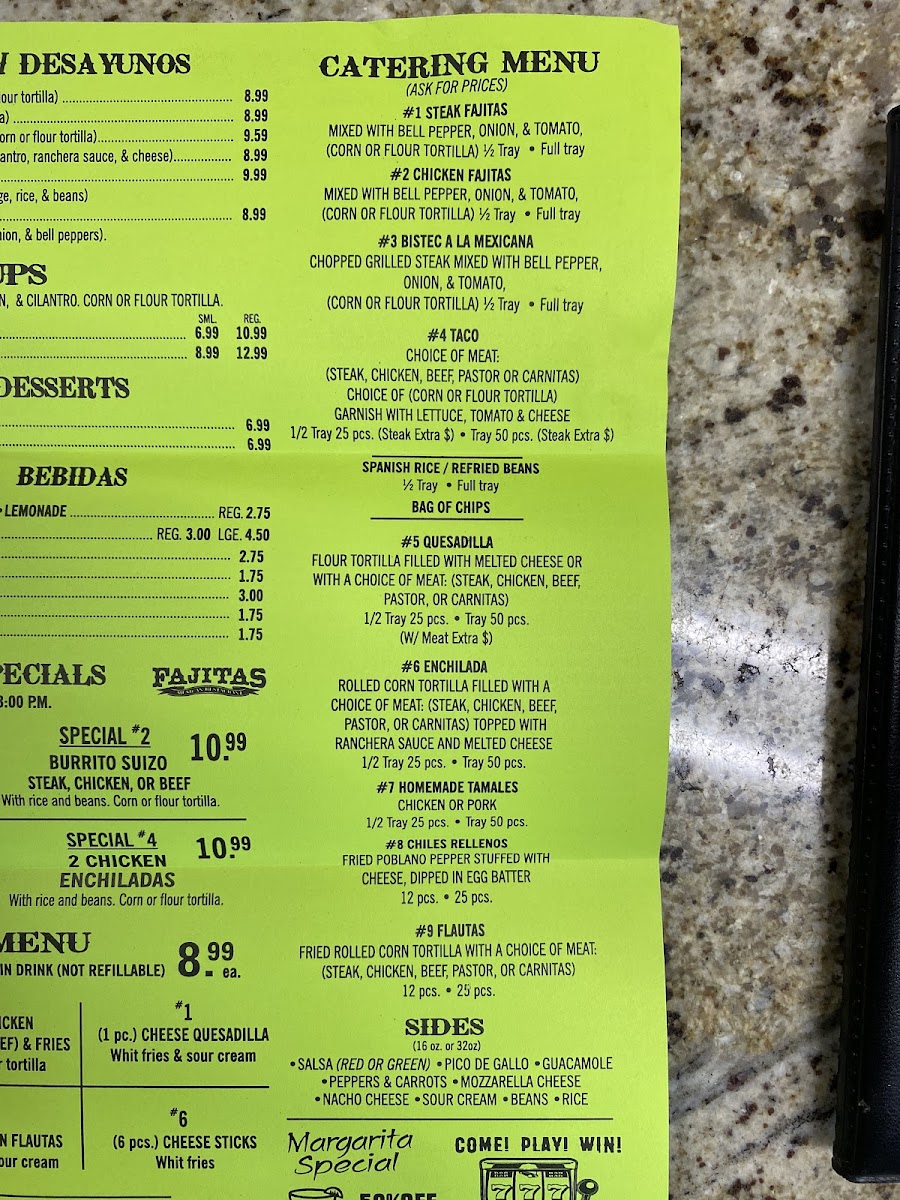 DESAYUNOS
our tortilla) 8.99
a) 8.99
orn or flour tortilla) 9.59
antro, ranchera sauce, & cheese) 8.99
9.99
ge, rice, & beans)
8.99
nion, & bell peppers).
UPS
N, & CILANTRO. CORN OR FLOUR TORTILLA.
SML. REG.
6.99 10.99
8.99 12.99
DESSERTS
6.99
6.99
BEBIDAS
• LEMONADE REG. 2.75
REG. 3.00 LGE. 4.50
2.75
1.75
3.00
1.75
1.75
PECIALS
FAJITAS
MEXICAN RESTAURANT
3:00 P.M.
SPECIAL #2
10.99
BURRITO SUIZO
STEAK, CHICKEN, OR BEEF
With rice and beans. Corn or flour tortilla.
SPECIAL #4
10.99
2 CHICKEN
ENCHILADAS
With rice and beans. Corn or flour tortilla.
MENU
IN DRINK (NOT REFILLABLE)
8.99 ea.
ICKEN
EF) & FRIES
r tortilla
#1
(1 pc.) CHEESE QUESADILLA
Whit fries & sour cream
N FLAUTAS
our cream
#6
(6 pcs.) CHEESE STICKS
Whit fries
CATERING MENU
(ASK FOR PRICES)
#1 STEAK FAJITAS
MIXED WITH BELL PEPPER, ONION, & TOMATO,
(CORN OR FLOUR TORTILLA) ½ Tray • Full tray
#2 CHICKEN FAJITAS
MIXED WITH BELL PEPPER, ONION, & TOMATO,
(CORN OR FLOUR TORTILLA) ½ Tray • Full tray
#3 BISTEC A LA MEXICANA
CHOPPED GRILLED STEAK MIXED WITH BELL PEPPER,
ONION, & TOMATO,
(CORN OR FLOUR TORTILLA) ½ Tray • Full tray
#4 TACO
CHOICE OF MEAT:
(STEAK, CHICKEN, BEEF, PASTOR OR CARNITAS)
CHOICE OF (CORN OR FLOUR TORTILLA)
GARNISH WITH LETTUCE, TOMATO & CHEESE
1/2 Tray 25 pcs. (Steak Extra $) • Tray 50 pcs. (Steak Extra $)
SPANISH RICE / REFRIED BEANS
½ Tray • Full tray
BAG OF CHIPS
#5 QUESADILLA
FLOUR TORTILLA FILLED WITH MELTED CHEESE OR
WITH A CHOICE OF MEAT: (STEAK, CHICKEN, BEEF,
PASTOR, OR CARNITAS)
1/2 Tray 25 pcs. • Tray 50 pcs.
(W/ Meat Extra $)
#6 ENCHILADA
ROLLED CORN TORTILLA FILLED WITH A
CHOICE OF MEAT: (STEAK, CHICKEN, BEEF,
PASTOR, OR CARNITAS) TOPPED WITH
RANCHERA SAUCE AND MELTED CHEESE
1/2 Tray 25 pcs. • Tray 50 pcs.
#7 HOMEMADE TAMALES
CHICKEN OR PORK
1/2 Tray 25 pcs. • Tray 50 pcs.
#8 CHILES RELLENOS
FRIED POBLANO PEPPER STUFFED WITH
CHEESE, DIPPED IN EGG BATTER
12 pcs. • 25 pcs.
#9 FLAUTAS
FRIED ROLLED CORN TORTILLA WITH A CHOICE OF MEAT:
(STEAK, CHICKEN, BEEF, PASTOR, OR CARNITAS)
12 pcs. • 25 pcs.
SIDES
(16 oz. or 32oz)
• SALSA (RED OR GREEN) • PICO DE GALLO • GUACAMOLE
• PEPPERS & CARROTS • MOZZARELLA CHEESE
• NACHO CHEESE • SOUR CREAM • BEANS • RICE
Margarita
Special
50% OFF
COME! PLAY! WIN!
777